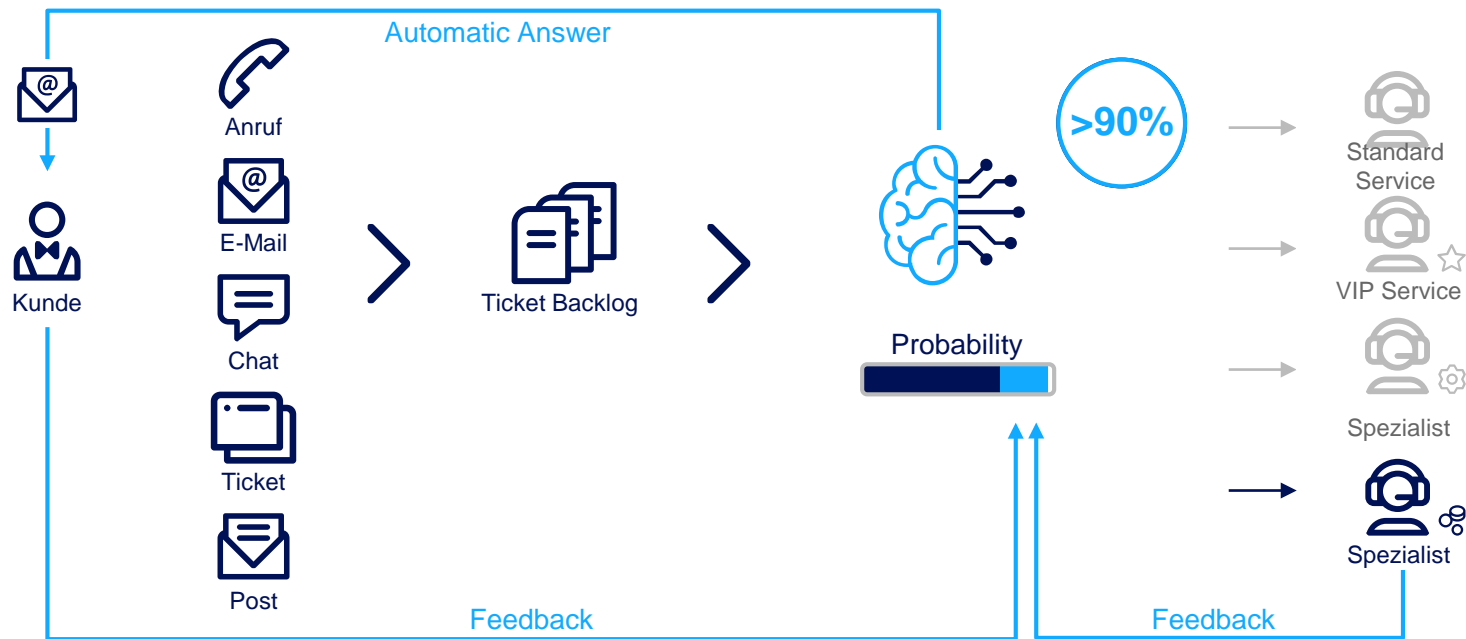 Automatic Answer
@
Kunde
Anruf
@
E-Mail
Chat
Ticket
Post
Ticket Backlog
>90%
Probability
Standard
Service
VIP Service
Spezialist
Spezialist
Feedback
Feedback